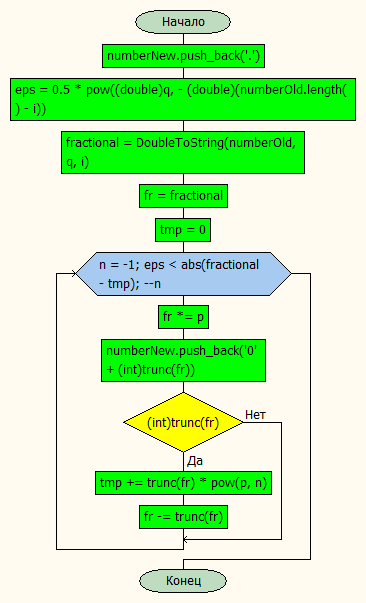 Начало
numberNew.push_back('.')
eps = 0.5 * pow((double)q, - (double)(numberOld.length(
) - i))
fractional = DoubleToString(numberOld,
q, i)
fr = fractional
tmp = 0
n = -1; eps < abs(fractional
- tmp); --n
fr *= p
numberNew.push_back('0'
+ (int)trunc(fr))
(int)trunc(fr)
Нет
Да
tmp += trunc(fr) * pow(p, n)
fr -= trunc(fr)
Конец